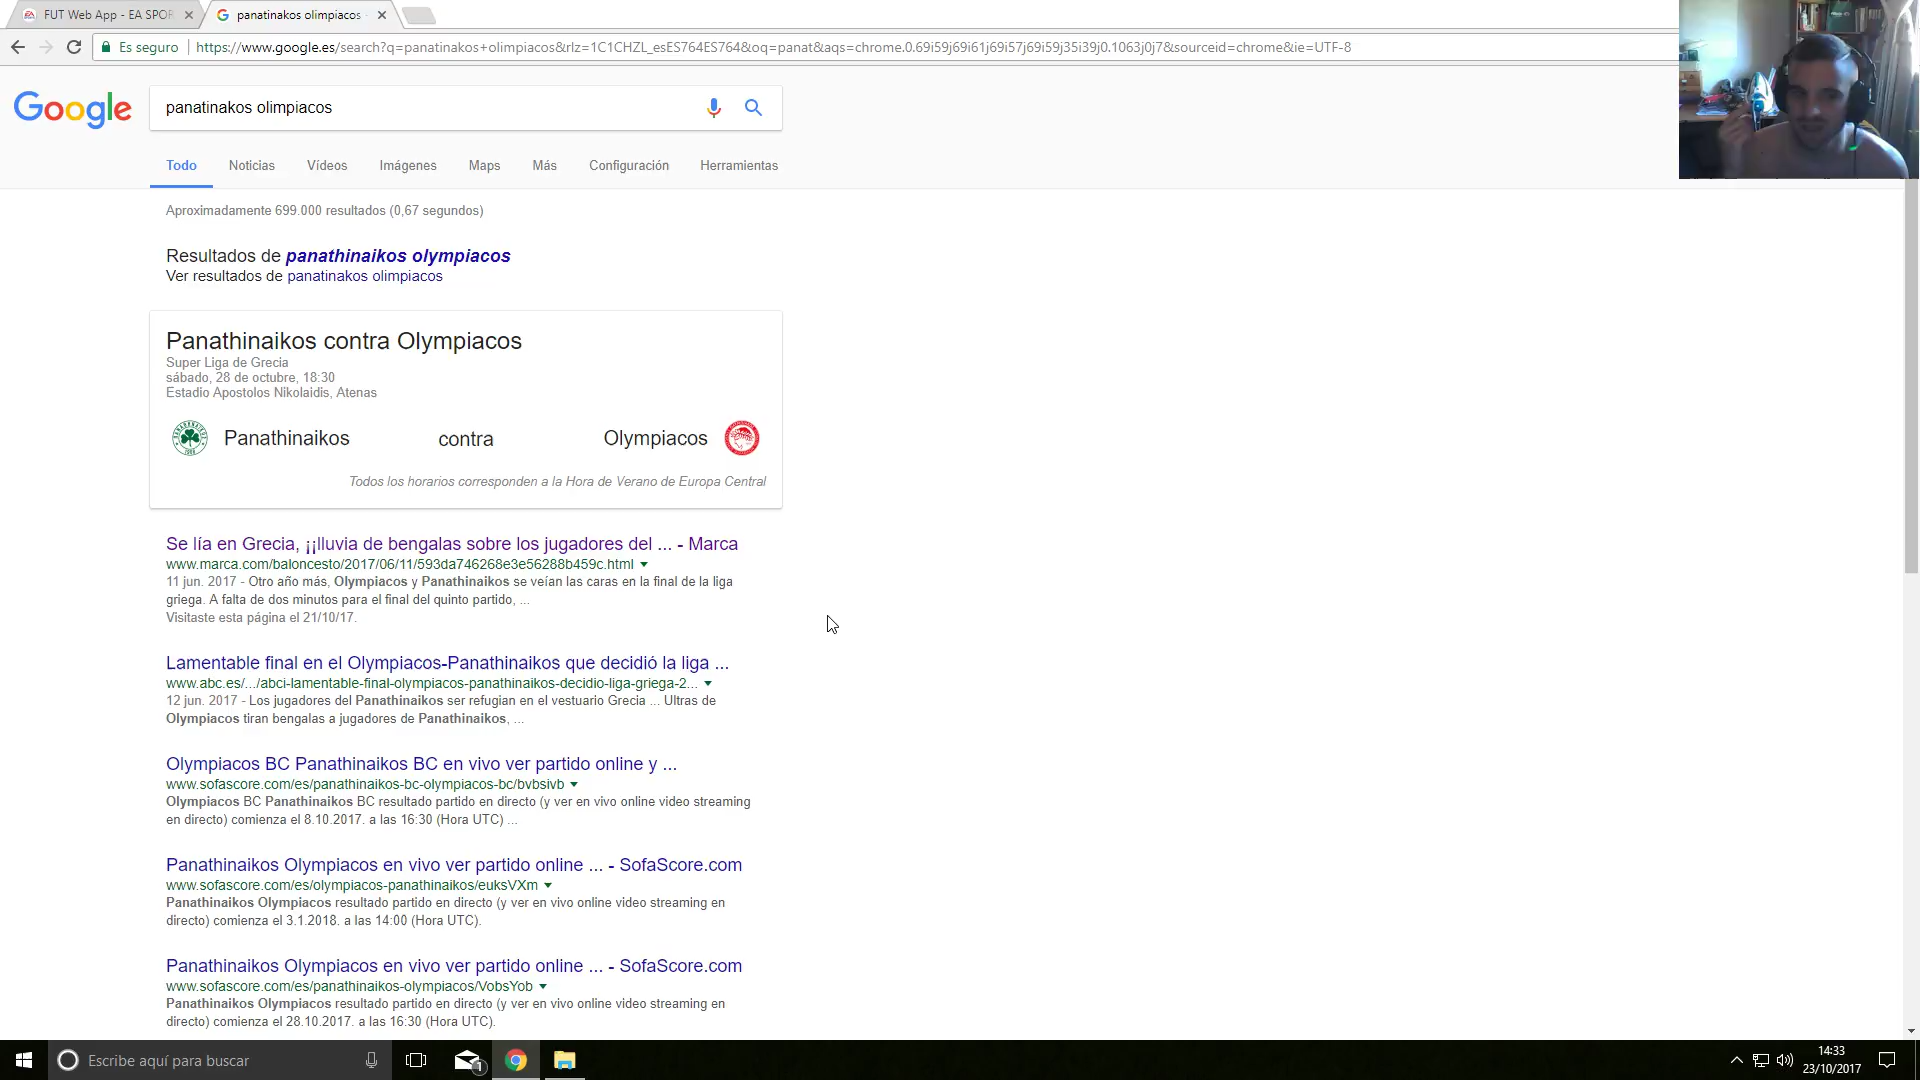 FUT Web App - EA SPOR
panatinakos olimpiacos
Es seguro
https://www.google.es/search?q=panatinakos+olimpiacos&rlz=1C1CHZL_esES764ES764&oq=panat&aqs=chrome.0.69i59j69i61j69i57j69i59j35i39j0.1063j0j7&sourceid=chrome&ie=UTF-8
Google
panatinakos olimpiacos
Todo Noticias Vídeos Imágenes Maps Más Configuración Herramientas
Aproximadamente 699.000 resultados (0,67 segundos)
Resultados de panathinaikos olympiacos
Ver resultados de panatinakos olimpiacos
Panathinaikos contra Olympiacos
Super Liga de Grecia
sábado, 28 de octubre, 18:30
Estadio Apostolos Nikolaidis, Atenas
Panathinaikos contra Olympiacos
Todos los horarios corresponden a la Hora de Verano de Europa Central
Se lía en Grecia, ¡¡lluvia de bengalas sobre los jugadores del ... - Marca
www.marca.com/baloncesto/2017/06/11/593da746268e3e56288b459c.html
11 jun. 2017 - Otro año más, Olympiacos y Panathinaikos se veían las caras en la final de la liga
griega. A falta de dos minutos para el final del quinto partido, ...
Visitaste esta página el 21/10/17.
Lamentable final en el Olympiacos-Panathinaikos que decidió la liga ...
www.abc.es/.../abci-lamentable-final-olympiacos-panathinaikos-decidio-liga-griega-2...
12 jun. 2017 - Los jugadores del Panathinaikos ser refugian en el vestuario Grecia ... Ultras de
Olympiacos tiran bengalas a jugadores de Panathinaikos, ...
Olympiacos BC Panathinaikos BC en vivo ver partido online y ...
www.sofascore.com/es/panathinaikos-bc-olympiacos-bc/bvbsivb
Olympiacos BC Panathinaikos BC resultado partido en directo (y ver en vivo online video streaming
en directo) comienza el 8.10.2017. a las 16:30 (Hora UTC) ...
Panathinaikos Olympiacos en vivo ver partido online ... - SofaScore.com
www.sofascore.com/es/olympiacos-panathinaikos/euksVXm
Panathinaikos Olympiacos resultado partido en directo (y ver en vivo online video streaming en
directo) comienza el 3.1.2018. a las 14:00 (Hora UTC).
Panathinaikos Olympiacos en vivo ver partido online ... - SofaScore.com
www.sofascore.com/es/panathinaikos-olympiacos/VobsYob
Panathinaikos Olympiacos resultado partido en directo (y ver en vivo online video streaming en
directo) comienza el 28.10.2017. a las 16:30 (Hora UTC).
Escribe aquí para buscar
1
14:33
23/10/2017